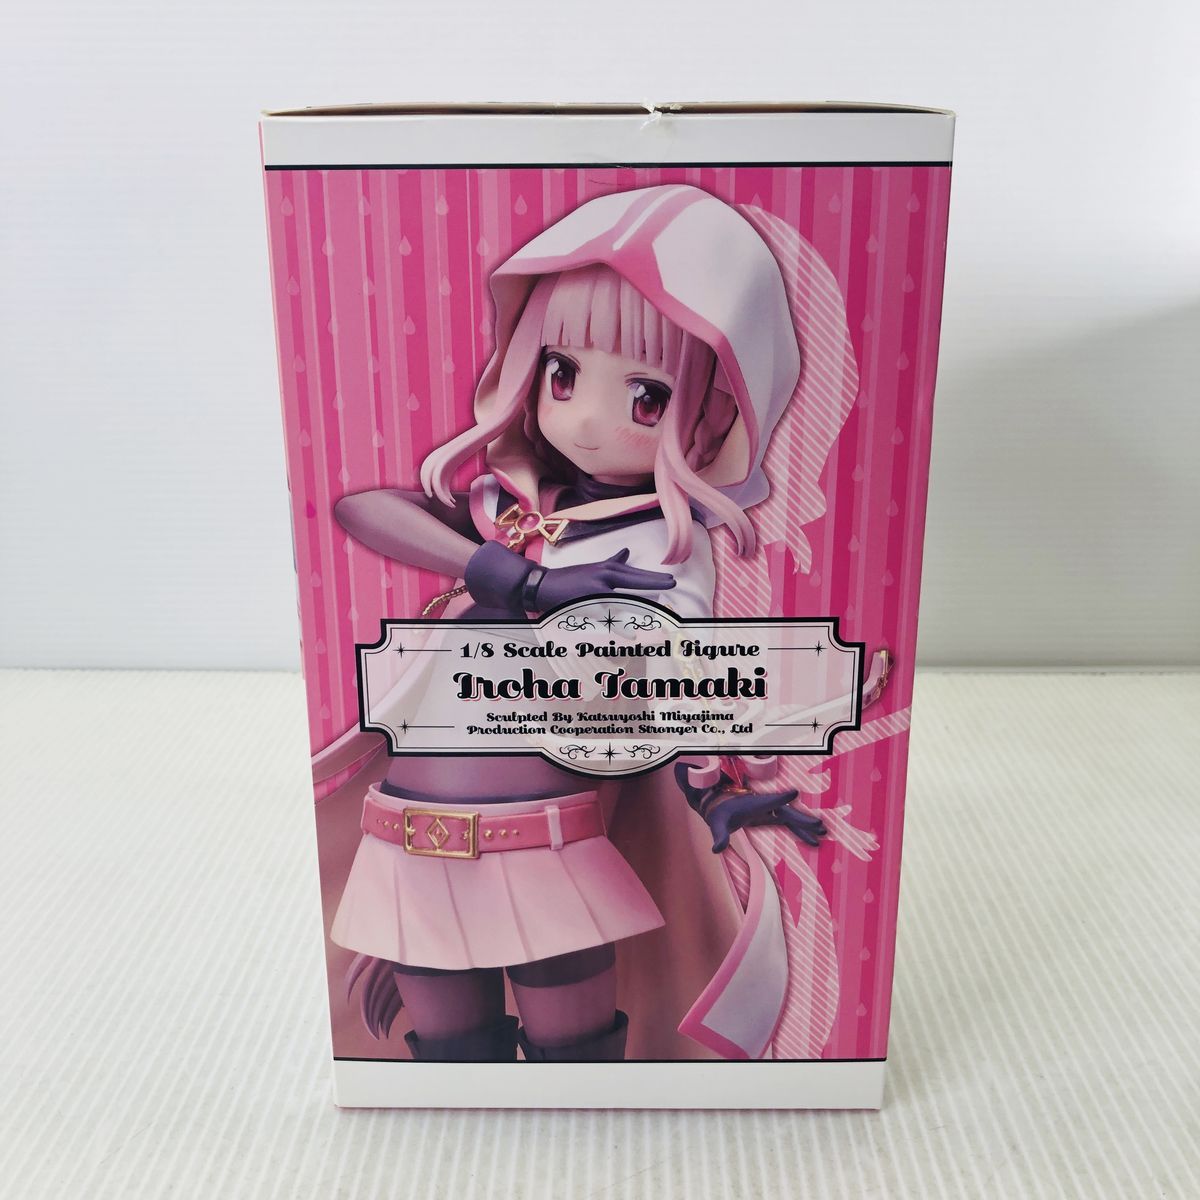 1/8 Scale Painted Figure
Iroha Tamaki
Sculpted By Katsuyoshi Miyajima
Production Cooperation Stronger Co., Ltd